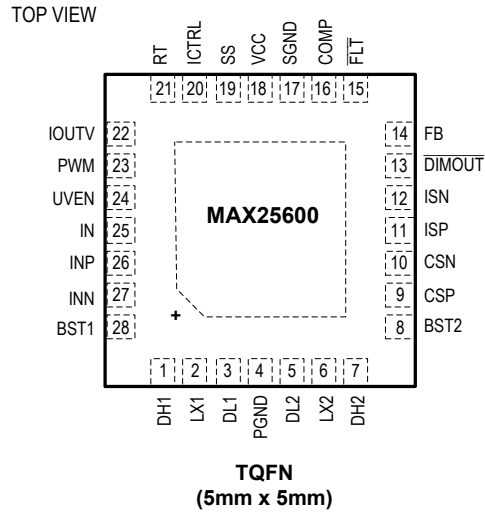 TOP VIEW
RT
ICTRL
SS
VCC
SGND
COMP
FLT
21 20 19 18 17 16 15
IOUTV 22
PWM 23
UVEN 24
IN 25
INP 26
INN 27
BST1 28
MAX25600
+
14 FB
13 DIMOUT
12 ISN
11 ISP
10 CSN
9 CSP
8 BST2
1 2 3 4 5 6 7
DH1
LX1
DL1
PGND
DL2
LX2
DH2
TQFN
(5mm x 5mm)